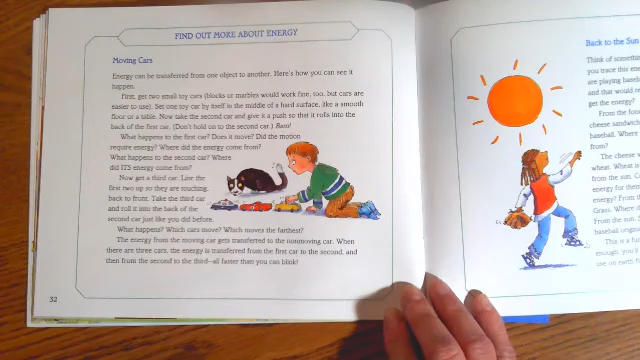 FIND OUT MORE ABOUT ENERGY
Moving Cars
Energy can be transferred from one object to another. Here's how you can see it
happen.
First, get two small toy cars (blocks or marbles would work fine, too, but cars are
easier to use). Set one toy car by itself in the middle of a hard surface, like a smooth
floor or a table. Now take the second car and give it a push so that it rolls into the
back of the first car. (Don't hold on to the second car.) Bam!
What happens to the first car? Does it move? Did the motion
require energy? Where did the energy come from?
What happens to the second car? Where
did ITS energy come from?
Now get a third car. Line the
first two up so they are touching,
back to front. Take the third car
and roll it into the back of the
second car just like you did before.
What happens? Which cars move? Which moves the farthest?
The energy from the moving car gets transferred to the nonmoving car. When
there are three cars, the energy is transferred from the first car to the second, and
then from the second to the third—all faster than you can blink!
32
Back to the Sun
Think of somethin
you trace this ene
are playing baseb
and that would re
get the energy?
From the foo
cheese sandwich
baseball. Where
from?
The cheese
wheat. Wheat is
from the sun. C
energy for them
energy? From th
Grass. Where d
From the sun.
baseball origina
This is a fun
enough, you'll
use on earth f